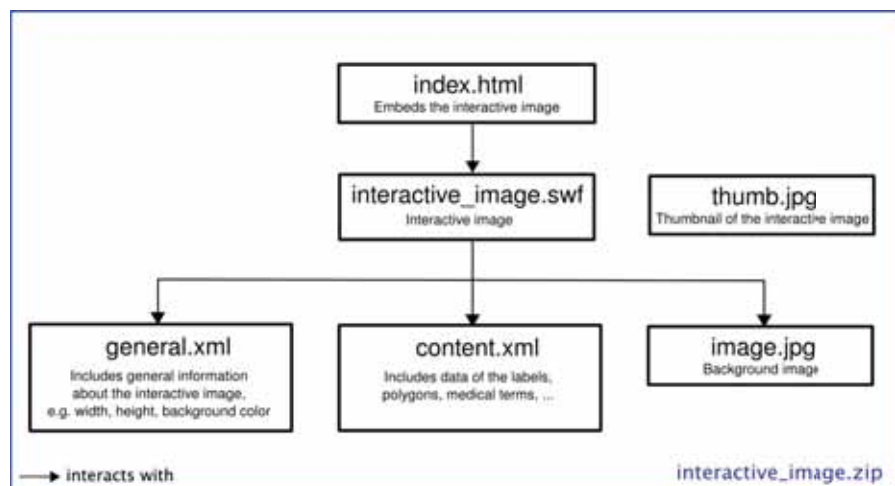 index.html
Embeds the interactive image
interactive_image.swf
Interactive image
thumb.jpg
Thumbnail of the interactive image
general.xml
Includes general information
about the interactive image,
e.g. width, height, background color
content.xml
Includes data of the labels,
polygons, medical terms, ...
image.jpg
Background image
interacts with
interactive_image.zip